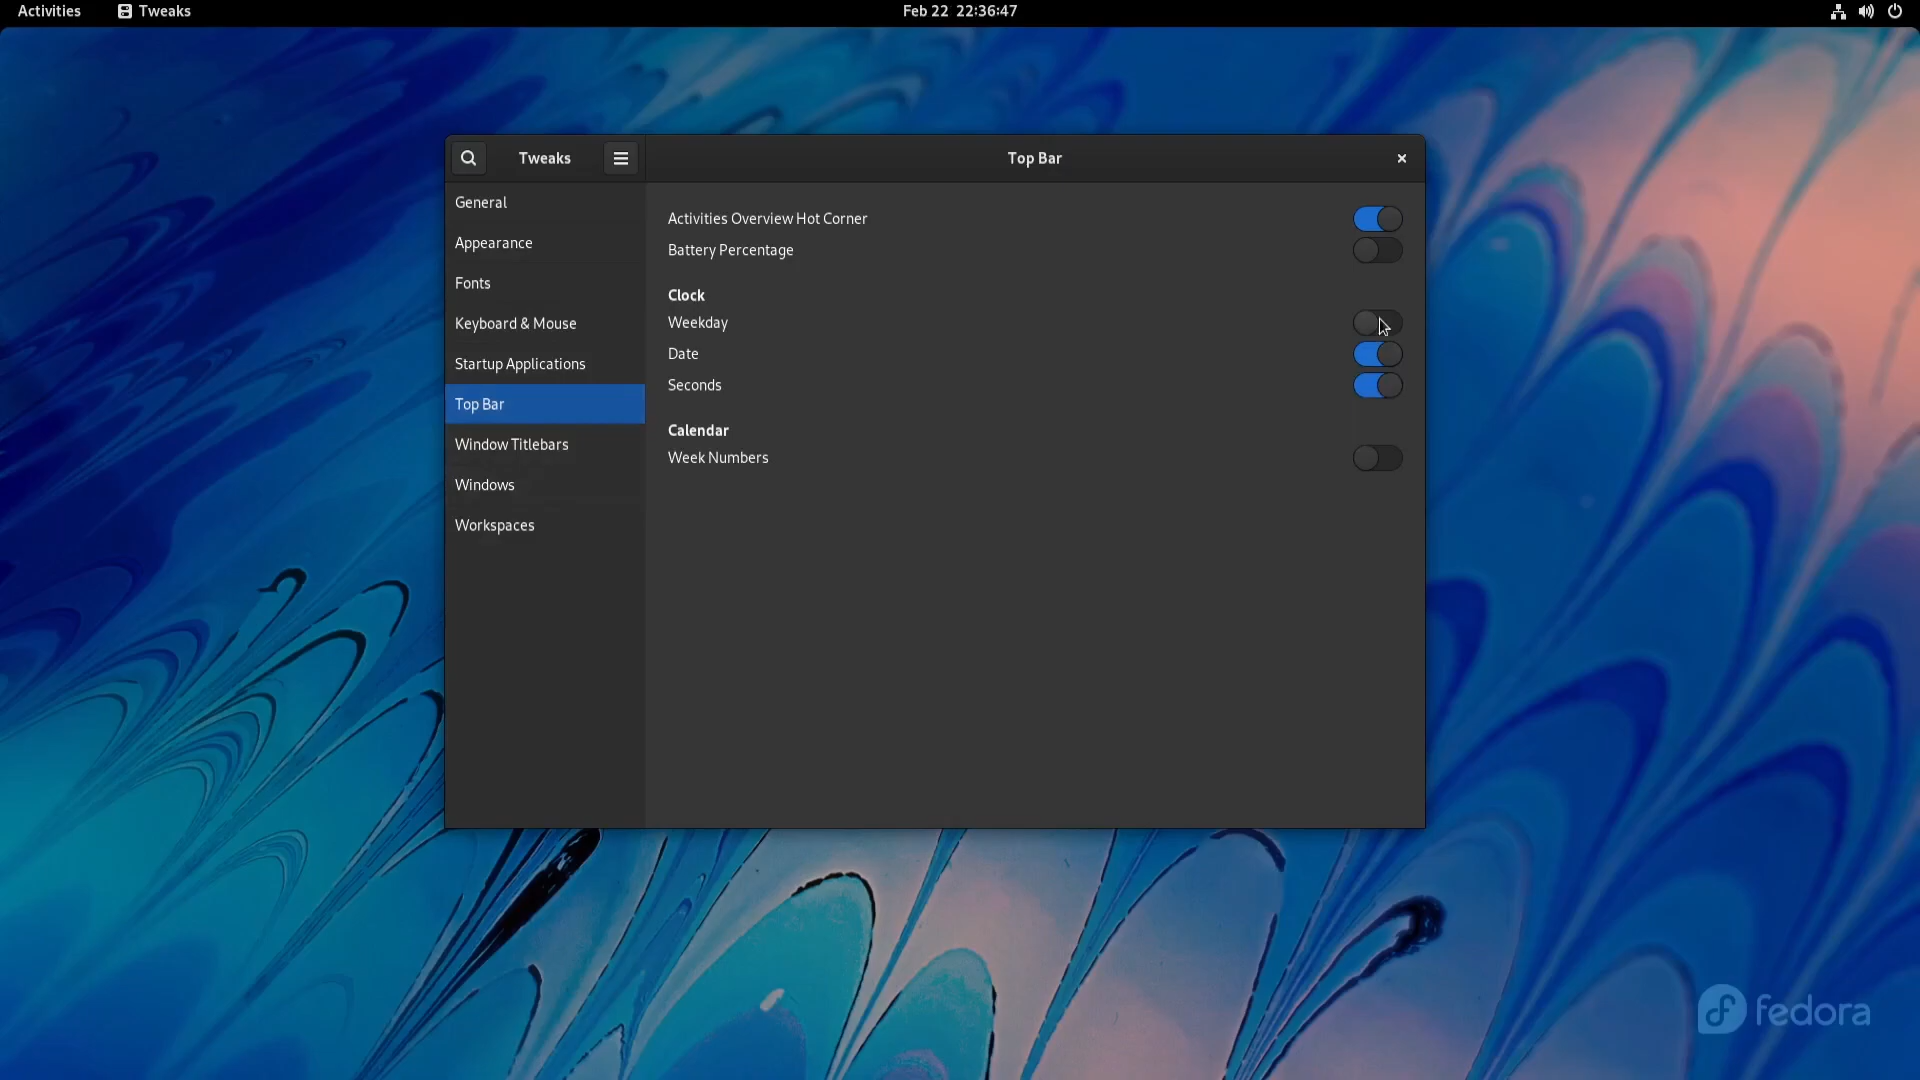 Activities
Tweaks
Feb 22 22:36:47
Tweaks
Top Bar
General
Appearance
Fonts
Keyboard & Mouse
Startup Applications
Top Bar
Window Titlebars
Windows
Workspaces
Activities Overview Hot Corner
Battery Percentage
Clock
Weekday
Date
Seconds
Calendar
Week Numbers
fedora